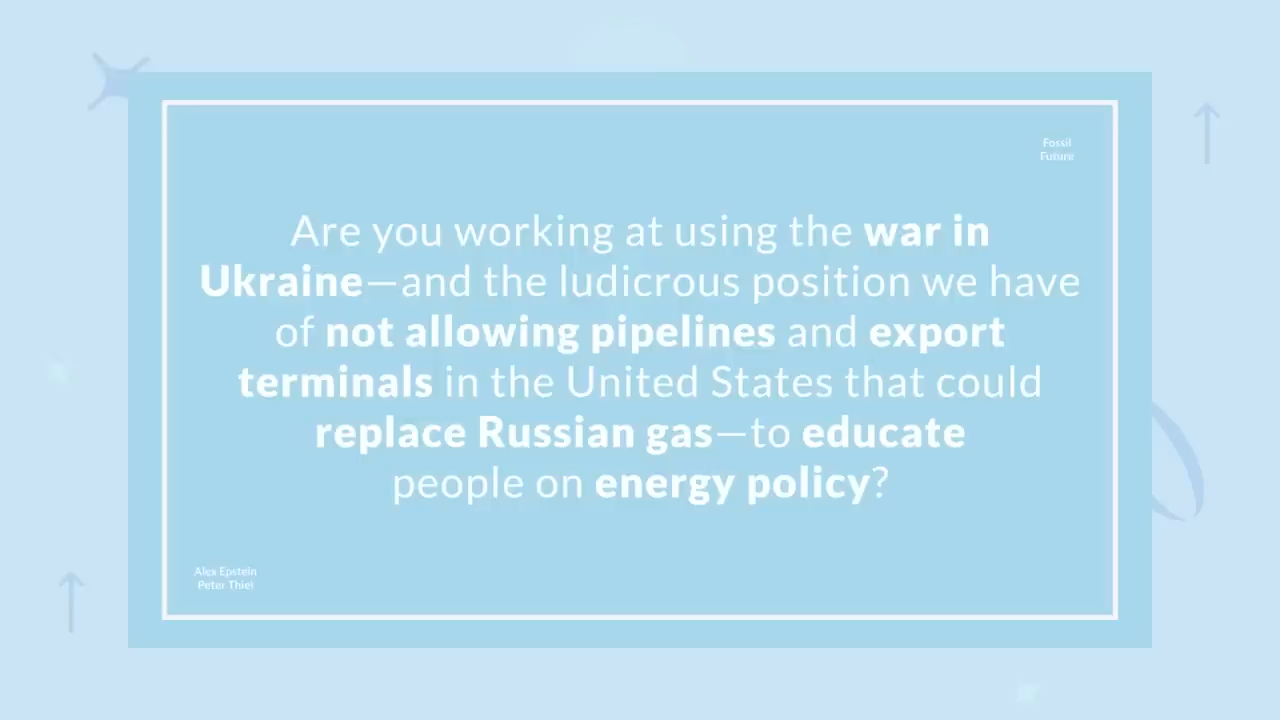 Fossil
Future
Are you working at using the war in
Ukraine—and the ludicrous position we have
of not allowing pipelines and export
terminals in the United States that could
replace Russian gas—to educate
people on energy policy?
Alex Epstein
Peter Thiel